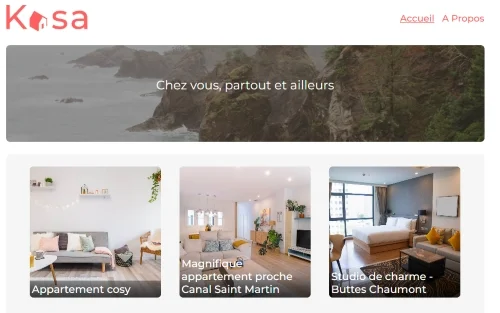 Kasa
Accueil A Propos
Chez vous, partout et ailleurs
Appartement cosy
Magnifique
appartement proche
Canal Saint Martin
Studio de charme -
Buttes Chaumont